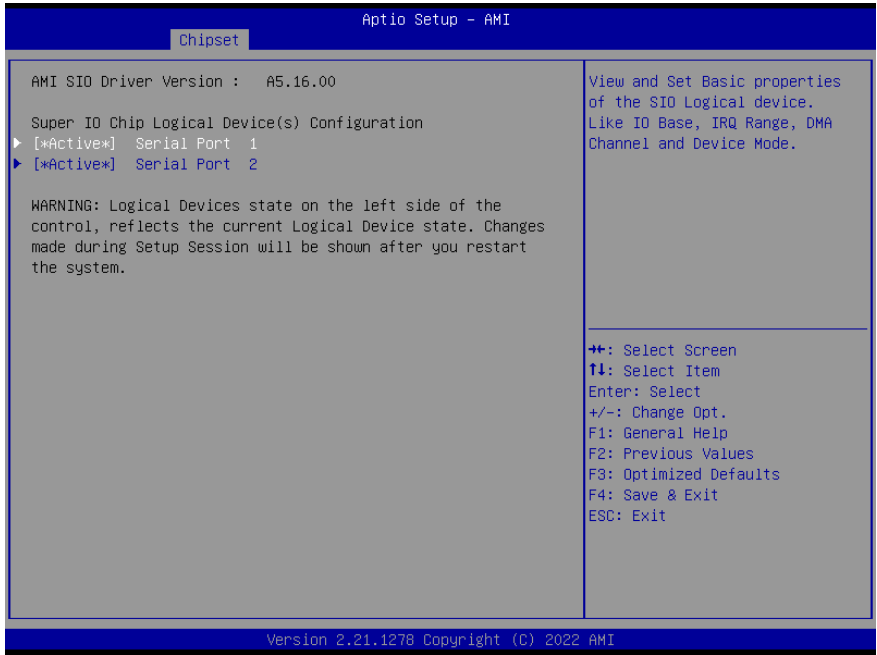 Aptio Setup – AMI
Chipset
AMI SIO Driver Version :   A5.16.00
Super IO Chip Logical Device(s) Configuration
[*Active*]  Serial Port  1
[*Active*]  Serial Port  2
WARNING: Logical Devices state on the left side of the
control, reflects the current Logical Device state. Changes
made during Setup Session will be shown after you restart
the system.
View and Set Basic properties
of the SIO Logical device.
Like IO Base, IRQ Range, DMA
Channel and Device Mode.
→←: Select Screen
↑↓: Select Item
Enter: Select
+/-: Change Opt.
F1: General Help
F2: Previous Values
F3: Optimized Defaults
F4: Save & Exit
ESC: Exit
Version 2.21.1278 Copyright (C) 2022 AMI